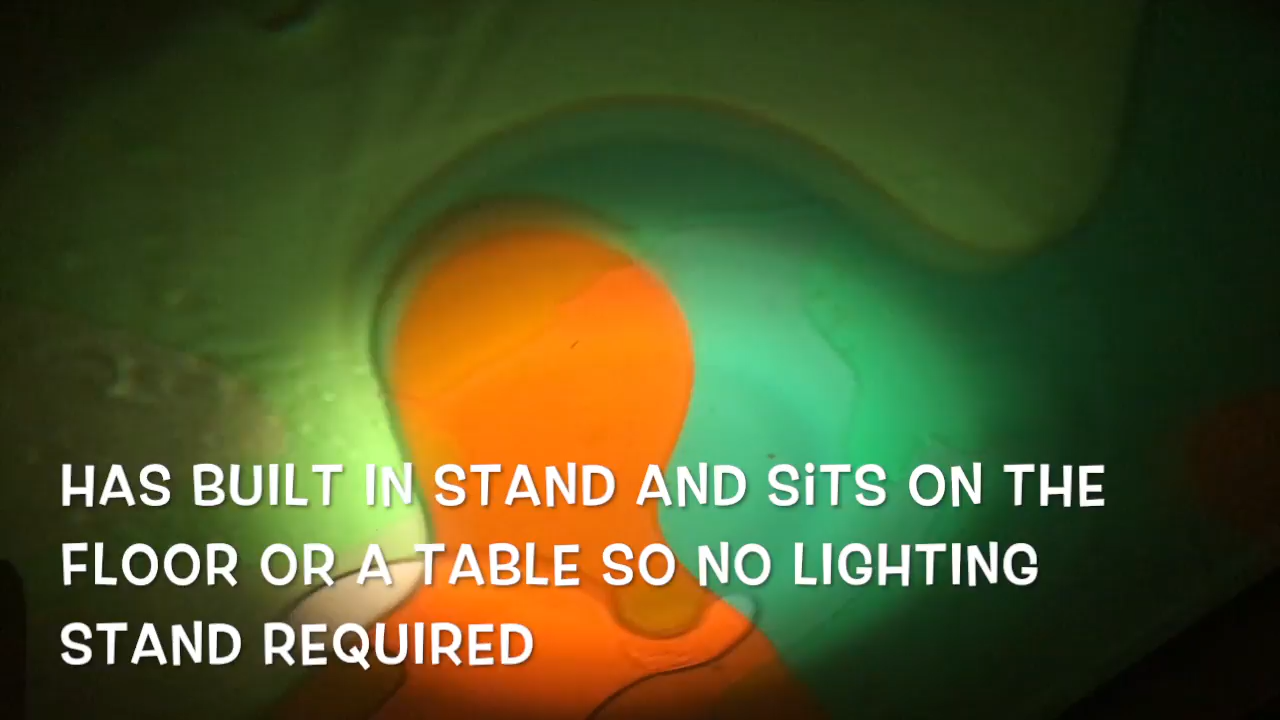 HAS BUILT IN STAND AND SiTS ON THE
FLOOR OR A TABLE SO NO LIGHTING
STAND REQUIRED